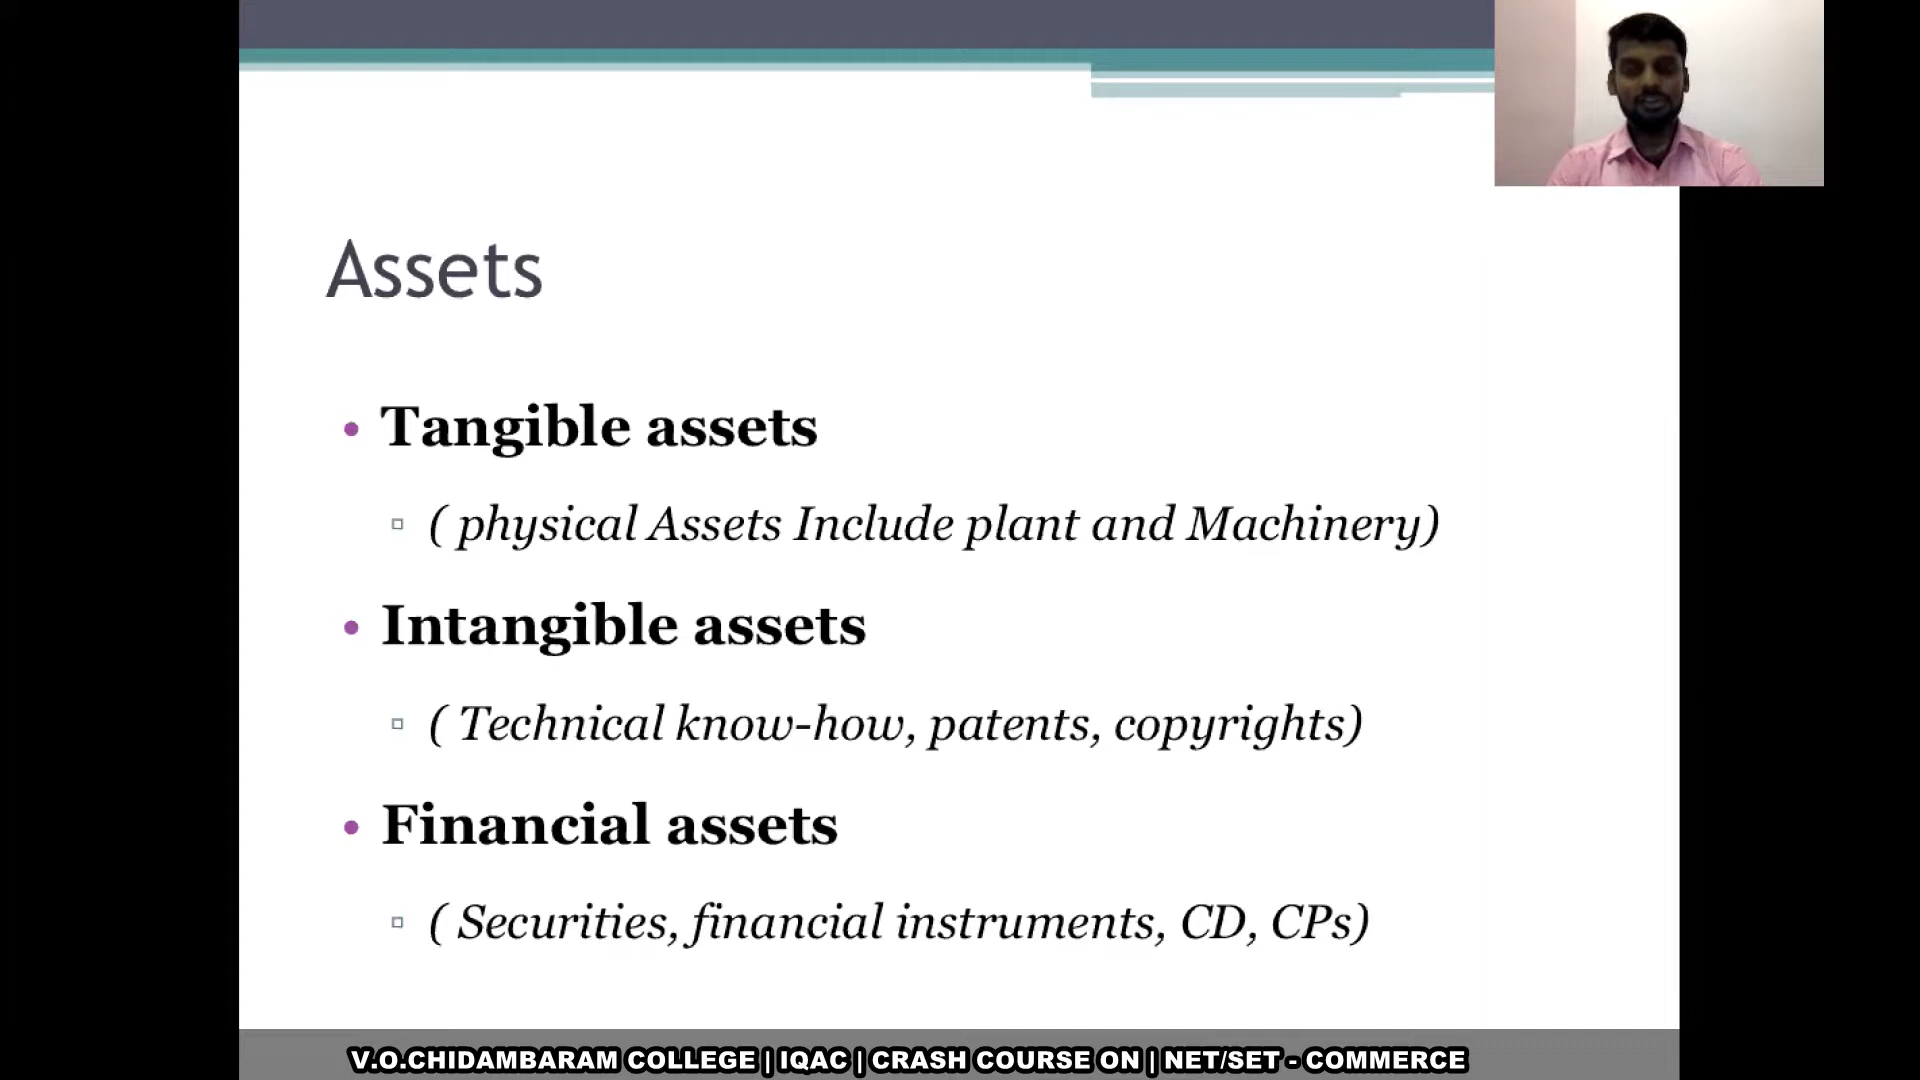 Assets
• Tangible assets
▫ ( physical Assets Include plant and Machinery)
• Intangible assets
▫ ( Technical know-how, patents, copyrights)
• Financial assets
▫ ( Securities, financial instruments, CD, CPs)
V.O.CHIDAMBARAM COLLEGE | IQAC | CRASH COURSE ON | NET/SET - COMMERCE